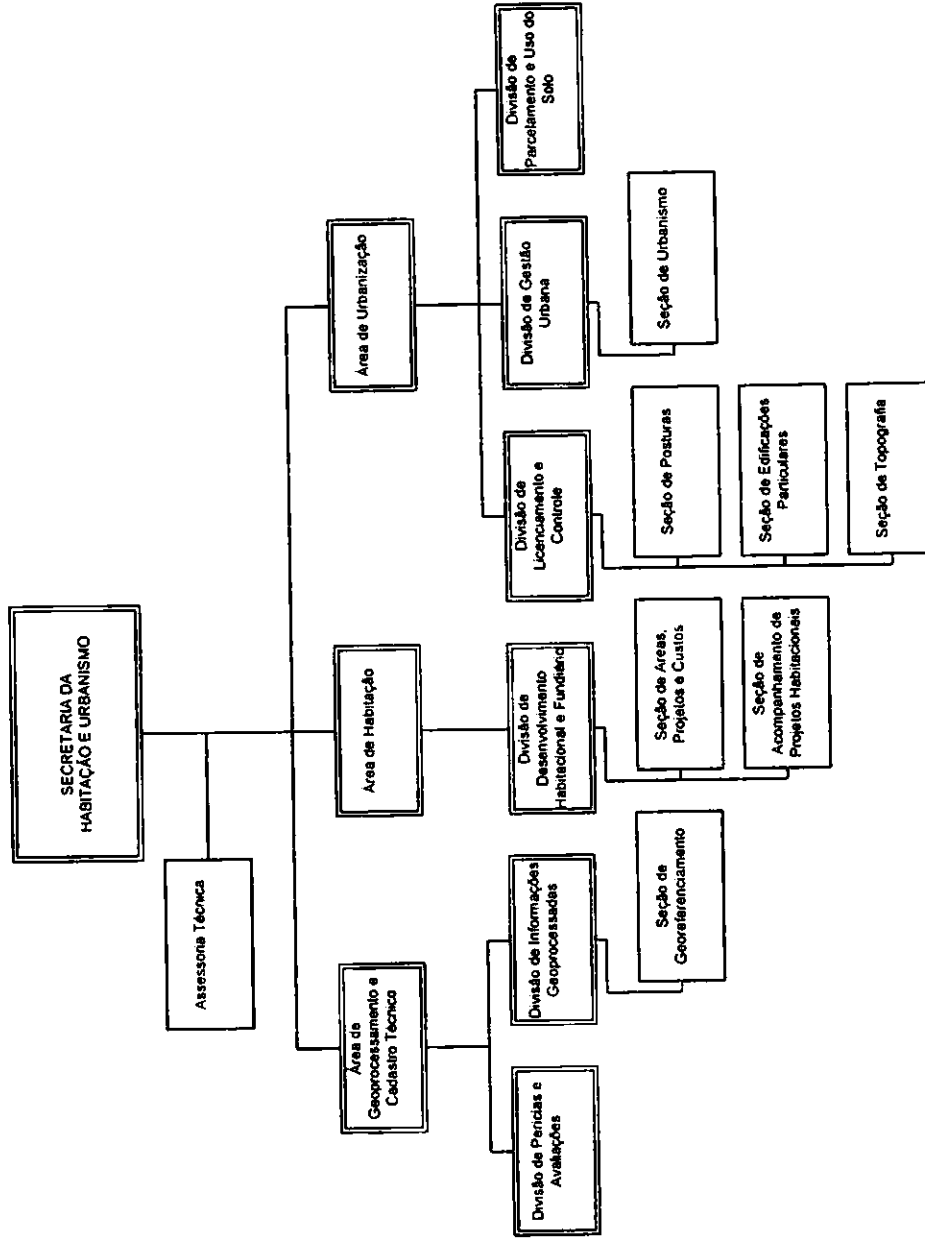 SECRETARIA DA
HABITAÇÃO E URBANISMO
Assessoria Técnica
Área de
Geoprocessamento e
Cadastro Técnico
Área de Habitação
Área de Urbanização
Divisão de Perícias e
Avaliações
Divisão de Informações
Geoprocessadas
Divisão de
Desenvolvimento
Habitacional e Fundiário
Divisão de
Licenciamento e
Controle
Divisão de Gestão
Urbana
Divisão de
Parcelamento e Uso do
Solo
Seção de
Georeferenciamento
Seção de Áreas,
Projetos e Custos
Seção de
Acompanhamento de
Projetos Habitacionais
Seção de Posturas
Seção de Edificações
Particulares
Seção de Topografia
Seção de Urbanismo